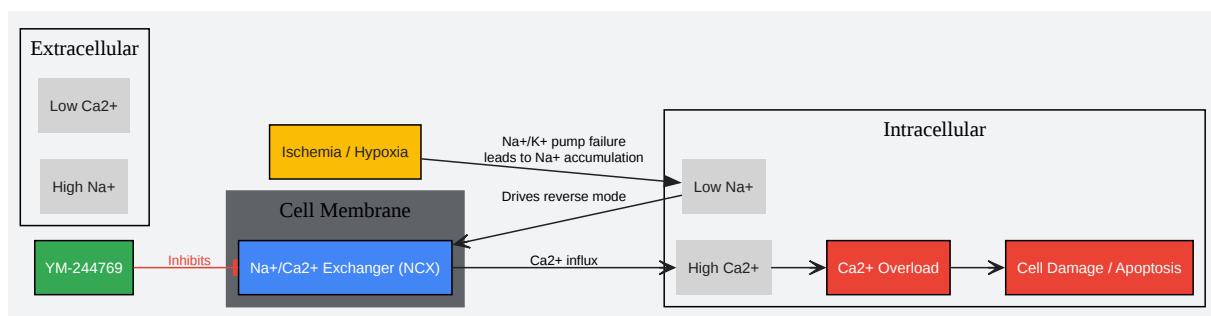 Extracellular
Low Ca2+
High Na+
YM-244769
Inhibits
Ischemia / Hypoxia
Cell Membrane
Na+/Ca2+ Exchanger (NCX)
Na+/K+ pump failure
leads to Na+ accumulation
Drives reverse mode
Ca2+ influx
Intracellular
Low Na+
High Ca2+
Ca2+ Overload
Cell Damage / Apoptosis